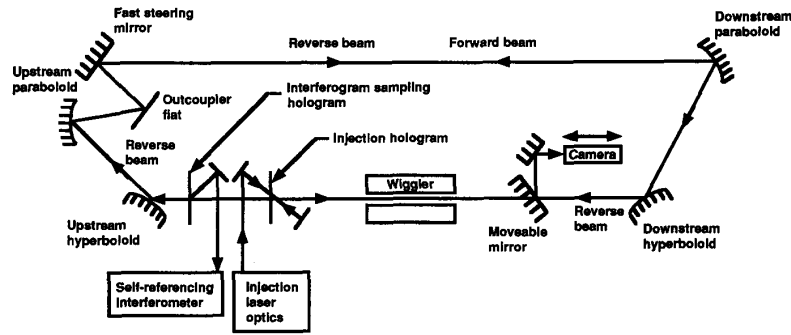 Fast steering
mirror
Downstream
paraboloid
Reverse beam
Forward beam
Upstream
paraboloid
Outcoupler
flat
Interferogram sampling
hologram
Reverse
beam
Injection hologram
Camera
Wiggler
Upstream
hyperboloid
Moveable
mirror
Reverse
beam
Downstream
hyperboloid
Self-referencing
interferometer
Injection
laser
optics